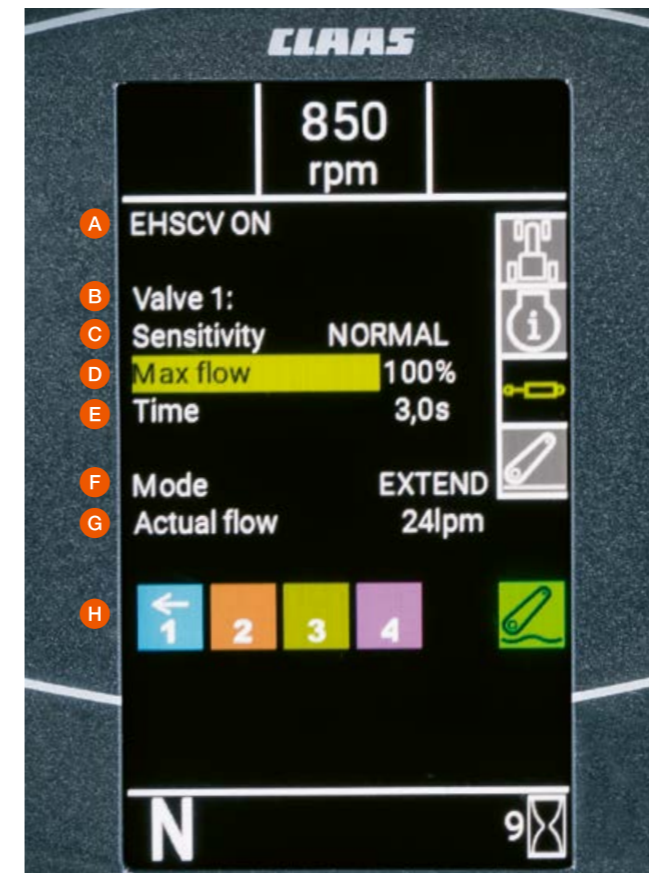 CLAAS
850
rpm
A EHSCV ON
B Valve 1:
C Sensitivity NORMAL
D Max flow 100%
E Time 3,0s
F Mode EXTEND
G Actual flow 24lpm
H 1 2 3 4
N 9